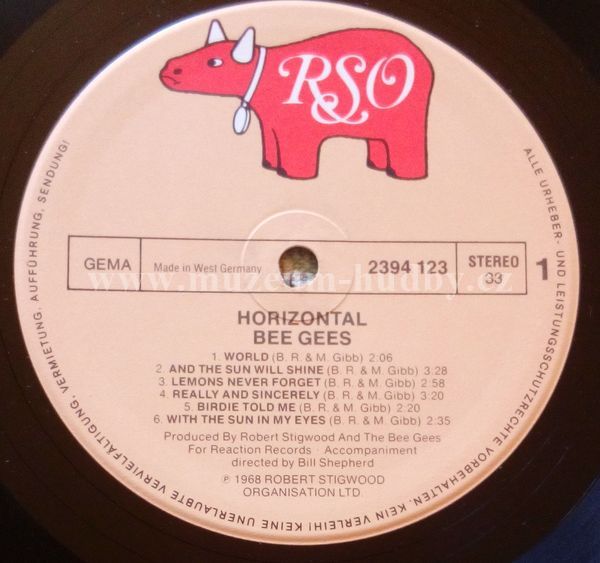 RSO
GEMA
Made in West Germany
2394 123
STEREO
33
1
www.muzeum-hudby.cz
HORIZONTAL
BEE GEES
1. WORLD (B. R. & M. Gibb) 2:06
2. AND THE SUN WILL SHINE (B. R. & M. Gibb) 3:28
3. LEMONS NEVER FORGET (B. R. & M. Gibb) 2:58
4. REALLY AND SINCERELY (B. R. & M. Gibb) 3:20
5. BIRDIE TOLD ME (B. R. & M. Gibb) 2:20
6. WITH THE SUN IN MY EYES (B. R. & M. Gibb) 2:35
Produced By Robert Stigwood And The Bee Gees
For Reaction Records · Accompaniment
directed by Bill Shepherd
℗ 1968 ROBERT STIGWOOD
ORGANISATION LTD.
ALLE URHEBER- UND LEISTUNGSSCHUTZRECHTE VORBEHALTEN. KEIN VERLEIH! KEINE UNERLAUBTE VERVIELFÄLTIGUNG, VERMIETUNG, AUFFÜHRUNG, SENDUNG!